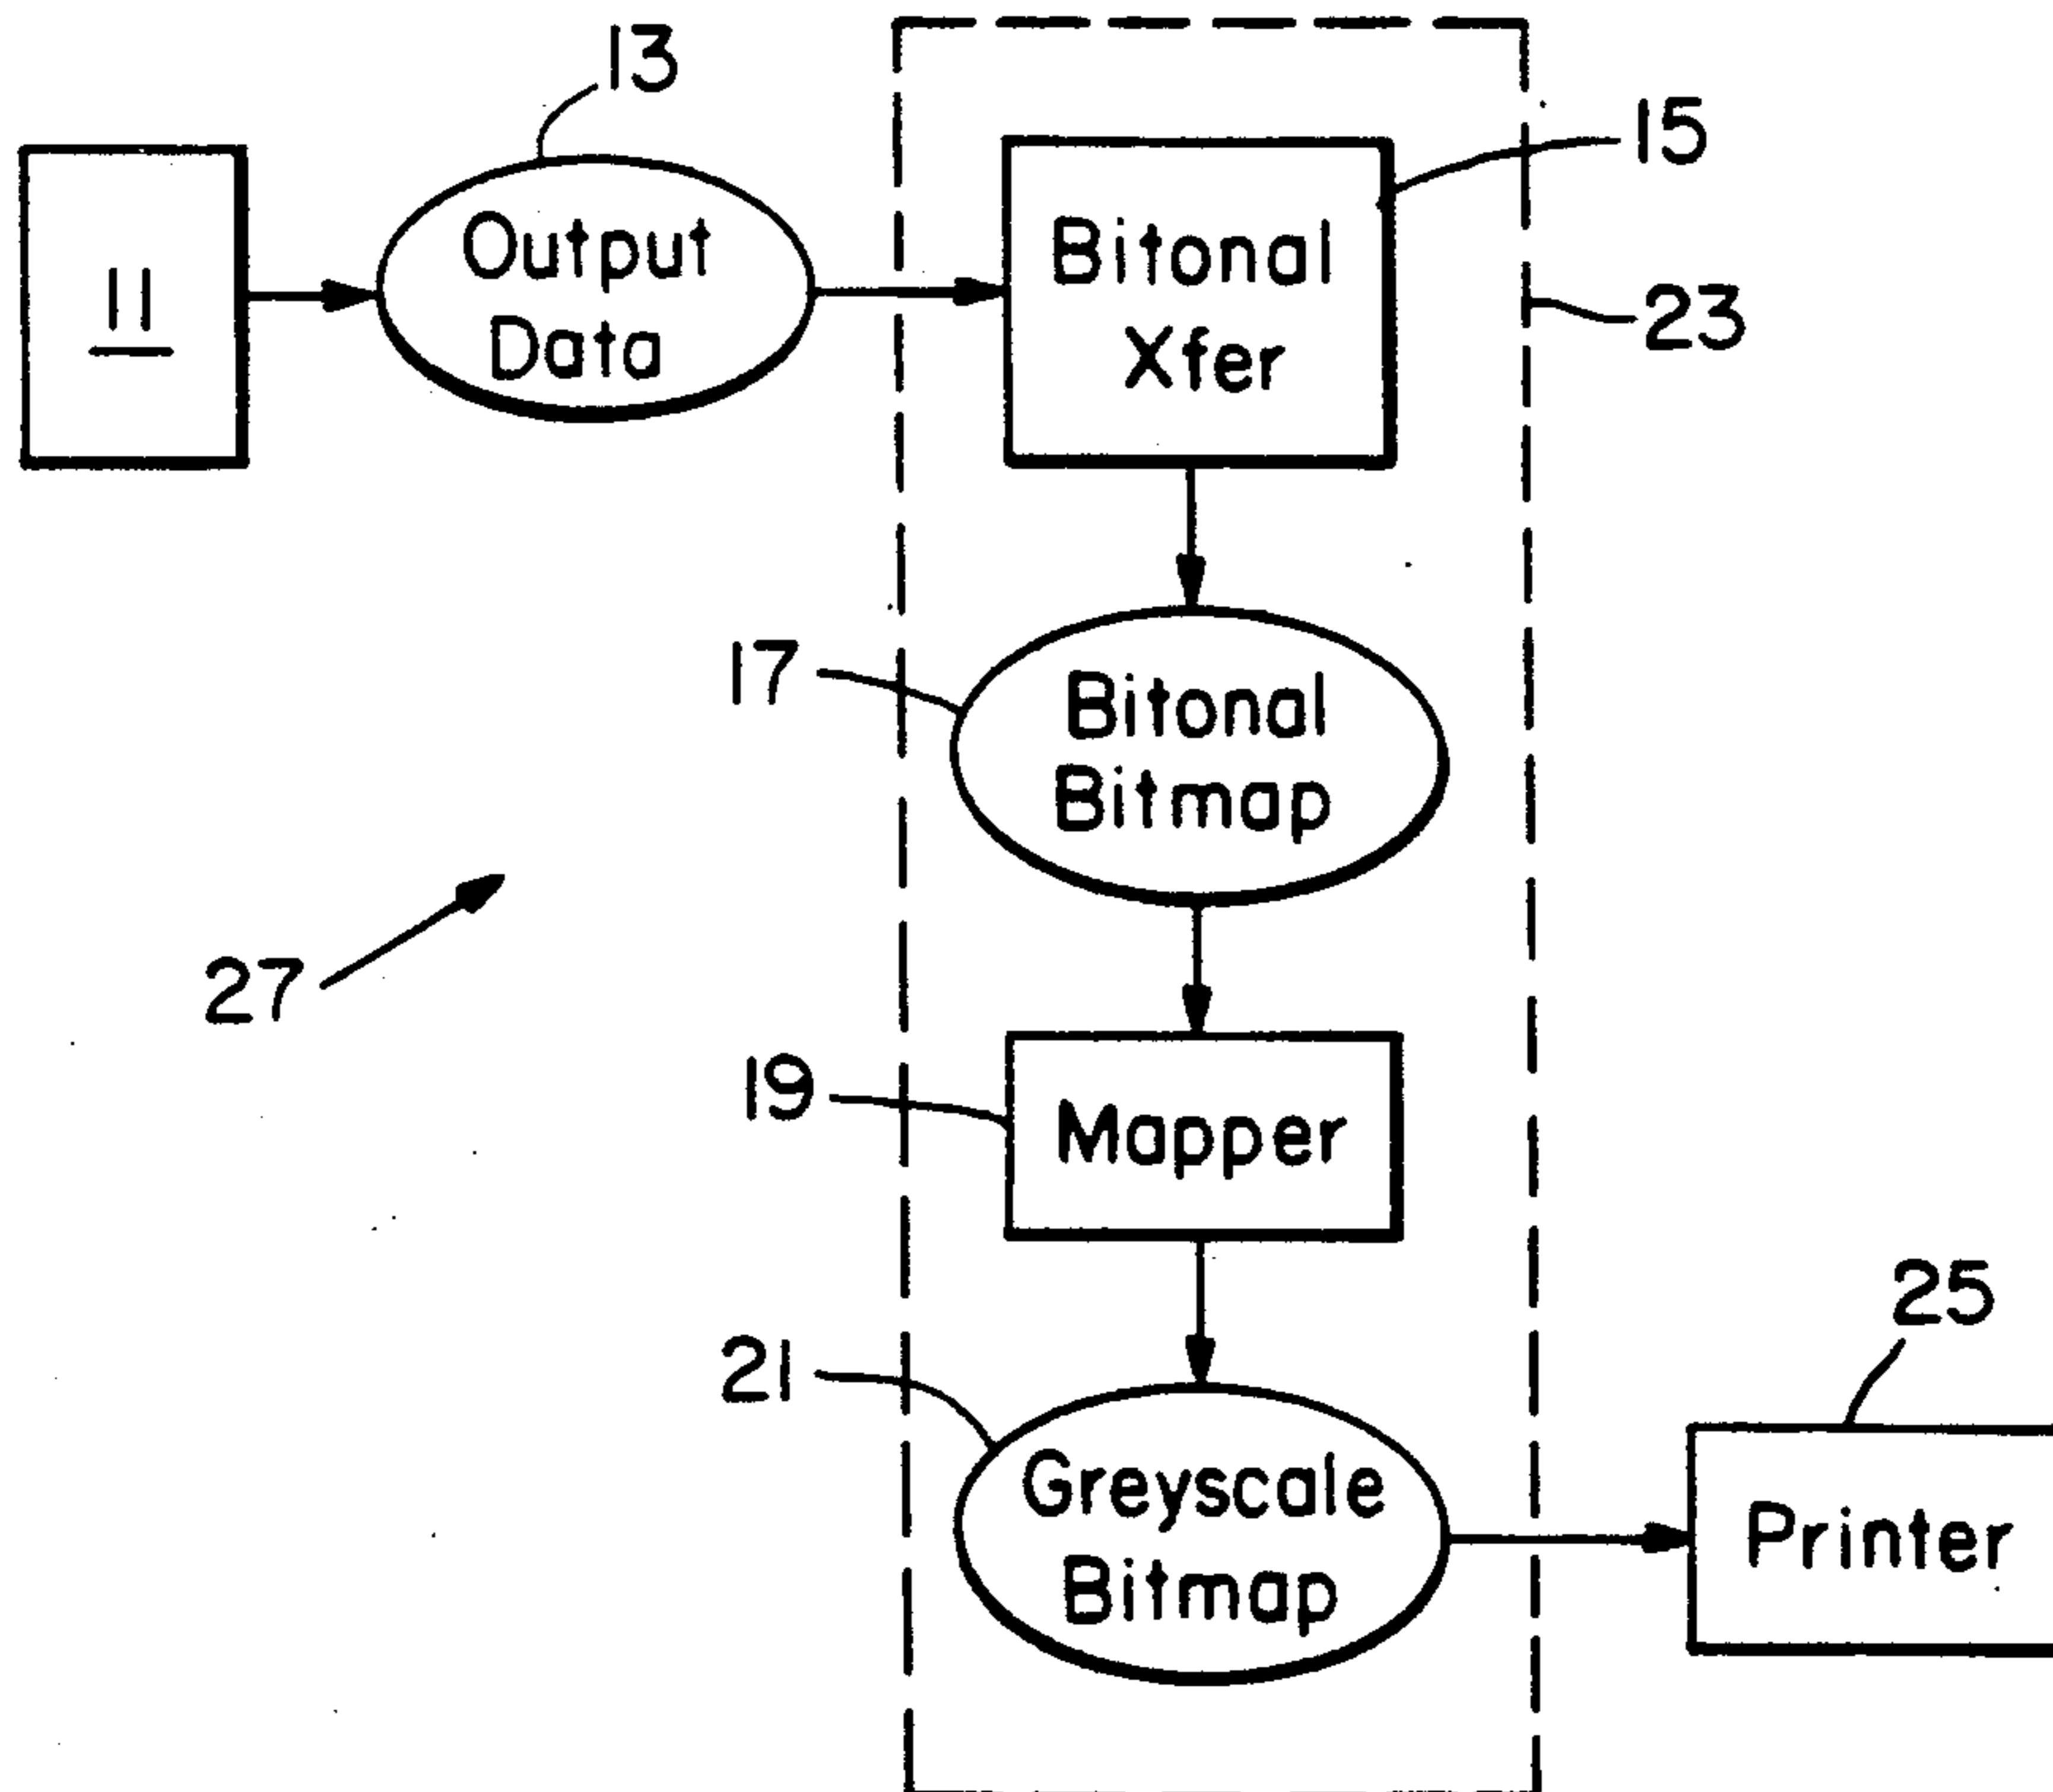 13
11
Output
Data
15
Bitonal
Xfer
23
17
Bitonal
Bitmap
27
19
Mapper
21
Greyscale
Bitmap
25
Printer